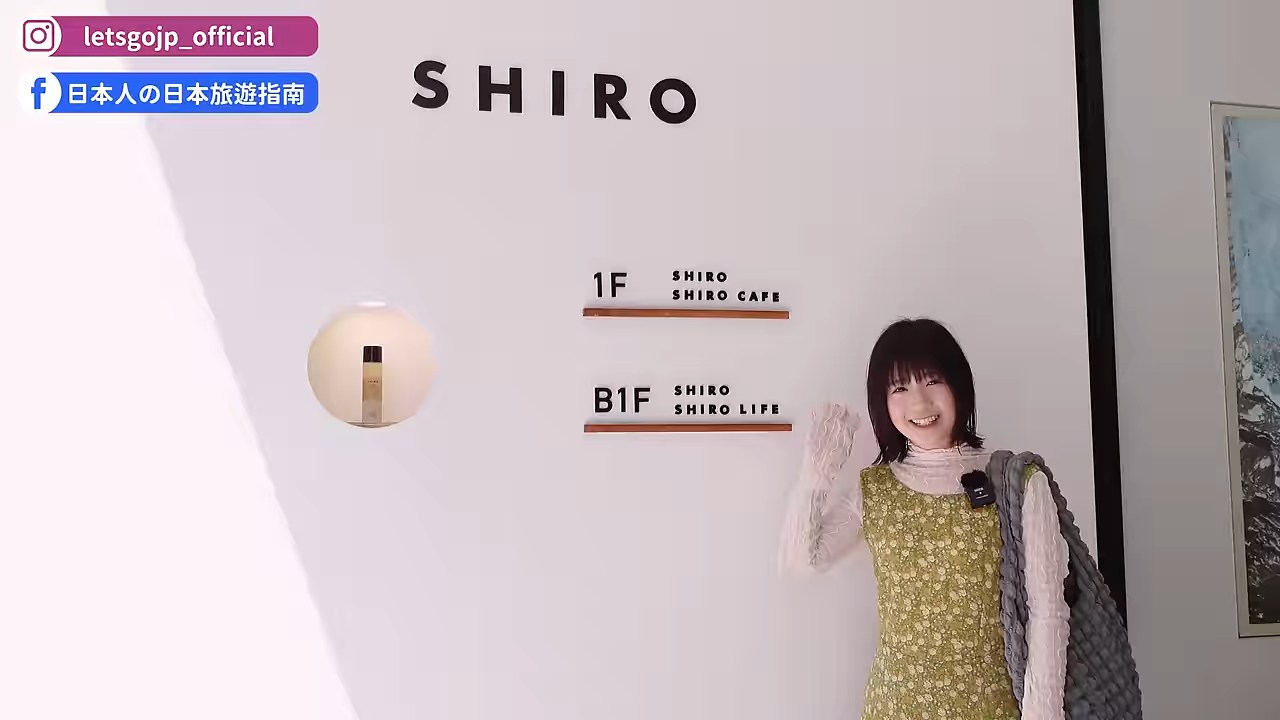 letsgojp_official
日本人の日本旅遊指南
SHIRO
1F
SHIRO
SHIRO CAFE
B1F
SHIRO
SHIRO LIFE
SHIRO